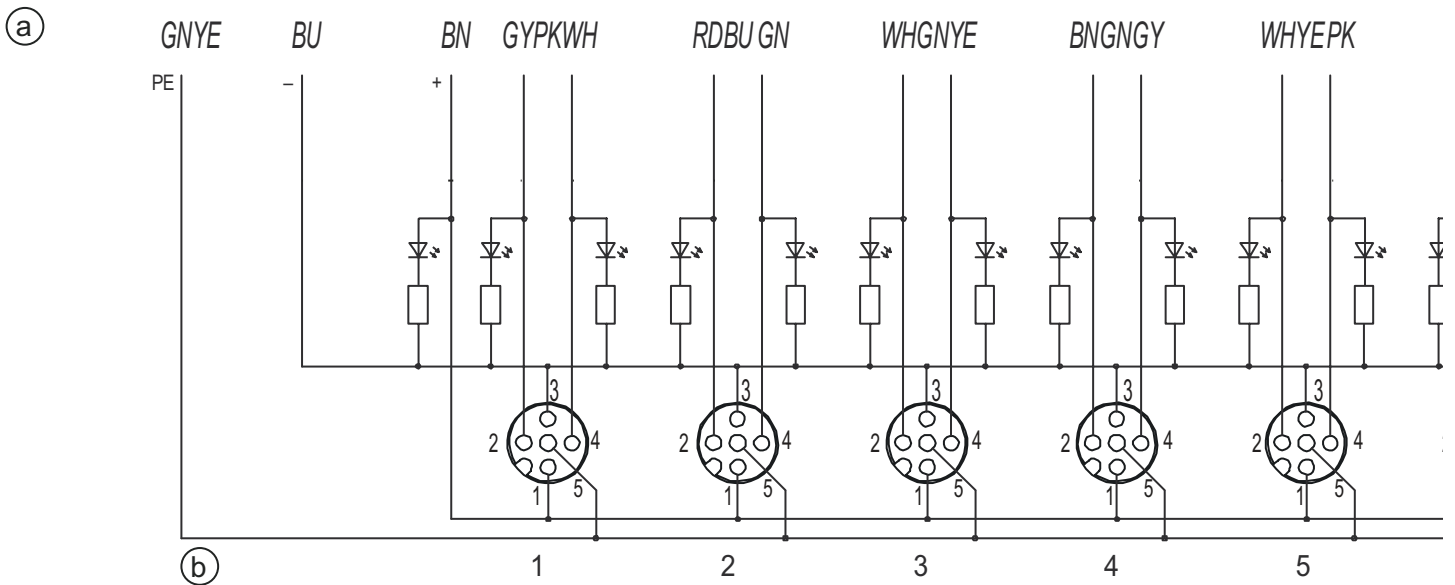 a
GNYE BU BN GYPKWH RDBU GN WHGNYE BNGNGY WHYEPK
PE – +
3 3 3 3 3
2 4 2 4 2 4 2 4 2 4
1 5 1 5 1 5 1 5 1 5
b 1 2 3 4 5